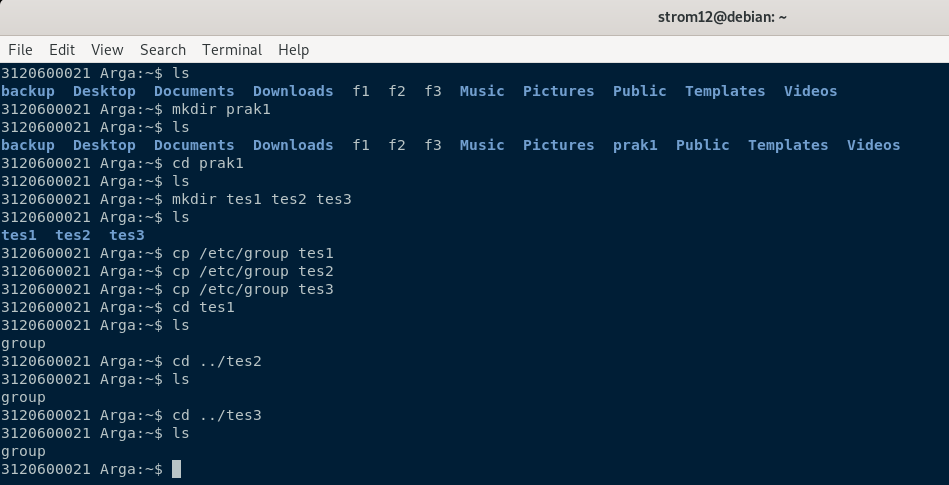 strom12@debian: ~
File Edit View Search Terminal Help
3120600021 Arga:~$ ls
backup Desktop Documents Downloads f1 f2 f3 Music Pictures Public Templates Videos
3120600021 Arga:~$ mkdir prak1
3120600021 Arga:~$ ls
backup Desktop Documents Downloads f1 f2 f3 Music Pictures prak1 Public Templates Videos
3120600021 Arga:~$ cd prak1
3120600021 Arga:~$ ls
3120600021 Arga:~$ mkdir tes1 tes2 tes3
3120600021 Arga:~$ ls
tes1 tes2 tes3
3120600021 Arga:~$ cp /etc/group tes1
3120600021 Arga:~$ cp /etc/group tes2
3120600021 Arga:~$ cp /etc/group tes3
3120600021 Arga:~$ cd tes1
3120600021 Arga:~$ ls
group
3120600021 Arga:~$ cd ../tes2
3120600021 Arga:~$ ls
group
3120600021 Arga:~$ cd ../tes3
3120600021 Arga:~$ ls
group
3120600021 Arga:~$